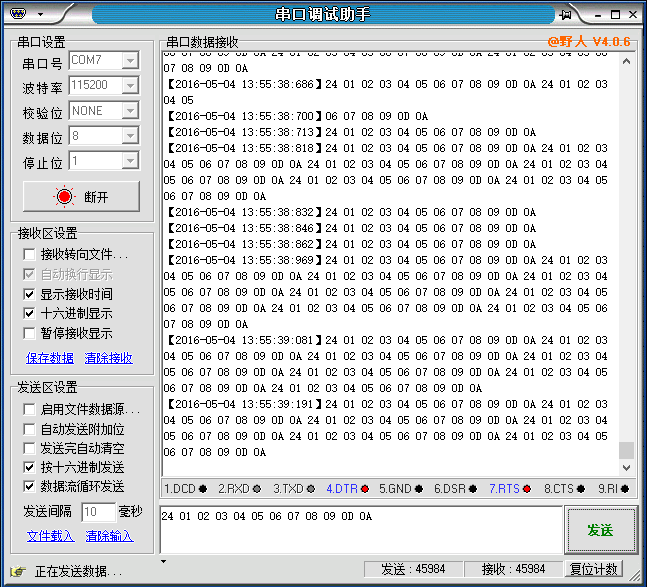 串口调试助手
串口设置
串口号 COM7
波特率 115200
校验位 NONE
数据位 8
停止位 1
断开
接收区设置
接收转向文件...
自动换行显示
显示接收时间
十六进制显示
暂停接收显示
保存数据 清除接收
发送区设置
启用文件数据源...
自动发送附加位
发送完自动清空
按十六进制发送
数据流循环发送
发送间隔 10 毫秒
文件载入 清除输入
串口数据接收
@野人 V4.0.6
07 08 09 0D 0A
【2016-05-04 13:55:38:686】24 01 02 03 04 05 06 07 08 09 0D 0A 24 01 02 03
04 05
【2016-05-04 13:55:38:700】06 07 08 09 0D 0A
【2016-05-04 13:55:38:713】24 01 02 03 04 05 06 07 08 09 0D 0A
【2016-05-04 13:55:38:818】24 01 02 03 04 05 06 07 08 09 0D 0A 24 01 02 03
04 05 06 07 08 09 0D 0A 24 01 02 03 04 05 06 07 08 09 0D 0A 24 01 02 03 04
05 06 07 08 09 0D 0A 24 01 02 03 04 05 06 07 08 09 0D 0A 24 01 02 03 04 05
06 07 08 09 0D 0A
【2016-05-04 13:55:38:832】24 01 02 03 04 05 06 07 08 09 0D 0A
【2016-05-04 13:55:38:846】24 01 02 03 04 05 06 07 08 09 0D 0A
【2016-05-04 13:55:38:862】24 01 02 03 04 05 06 07 08 09 0D 0A
【2016-05-04 13:55:38:969】24 01 02 03 04 05 06 07 08 09 0D 0A 24 01 02 03
04 05 06 07 08 09 0D 0A 24 01 02 03 04 05 06 07 08 09 0D 0A 24 01 02 03 04
05 06 07 08 09 0D 0A 24 01 02 03 04 05 06 07 08 09 0D 0A 24 01 02 03 04 05
06 07 08 09 0D 0A 24 01 02 03 04 05 06 07 08 09 0D 0A 24 01 02 03 04 05 06
07 08 09 0D 0A
【2016-05-04 13:55:39:081】24 01 02 03 04 05 06 07 08 09 0D 0A 24 01 02 03
04 05 06 07 08 09 0D 0A 24 01 02 03 04 05 06 07 08 09 0D 0A 24 01 02 03 04
05 06 07 08 09 0D 0A 24 01 02 03 04 05 06 07 08 09 0D 0A 24 01 02 03 04 05
06 07 08 09 0D 0A 24 01 02 03 04 05 06 07 08 09 0D 0A
【2016-05-04 13:55:39:191】24 01 02 03 04 05 06 07 08 09 0D 0A 24 01 02 03
04 05 06 07 08 09 0D 0A 24 01 02 03 04 05 06 07 08 09 0D 0A 24 01 02 03 04
05 06 07 08 09 0D 0A 24 01 02 03 04 05 06 07 08 09 0D 0A 24 01 02 03 04 05
06 07 08 09 0D 0A
1.DCD 2.RXD 3.TXD 4.DTR 5.GND 6.DSR 7.RTS 8.CTS 9.RI
24 01 02 03 04 05 06 07 08 09 0D 0A
发送
正在发送数据...
发送 : 45984 接收 : 45984 复位计数